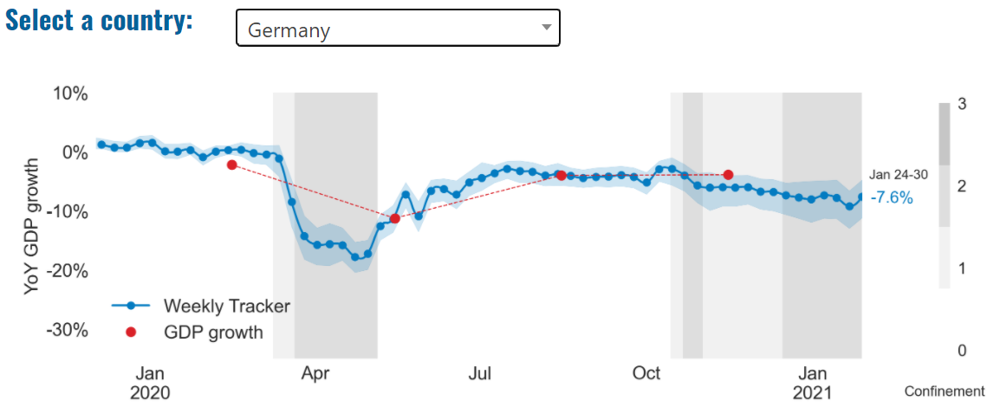 Select a country:
Germany
10%
0%
-10%
-20%
-30%
YoY GDP growth
Weekly Tracker
GDP growth
Jan
2020
Apr
Jul
Oct
Jan
2021
Jan 24-30
-7.6%
3
2
1
0
Confinement